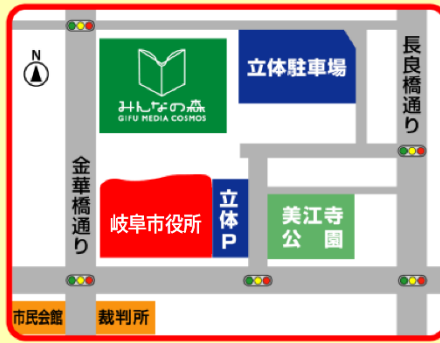 N
みんなの森
GIFU MEDIA COSMOS
立体駐車場
長良橋通り
金華橋通り
岐阜市役所
立体P
美江寺
公園
市民会館
裁判所